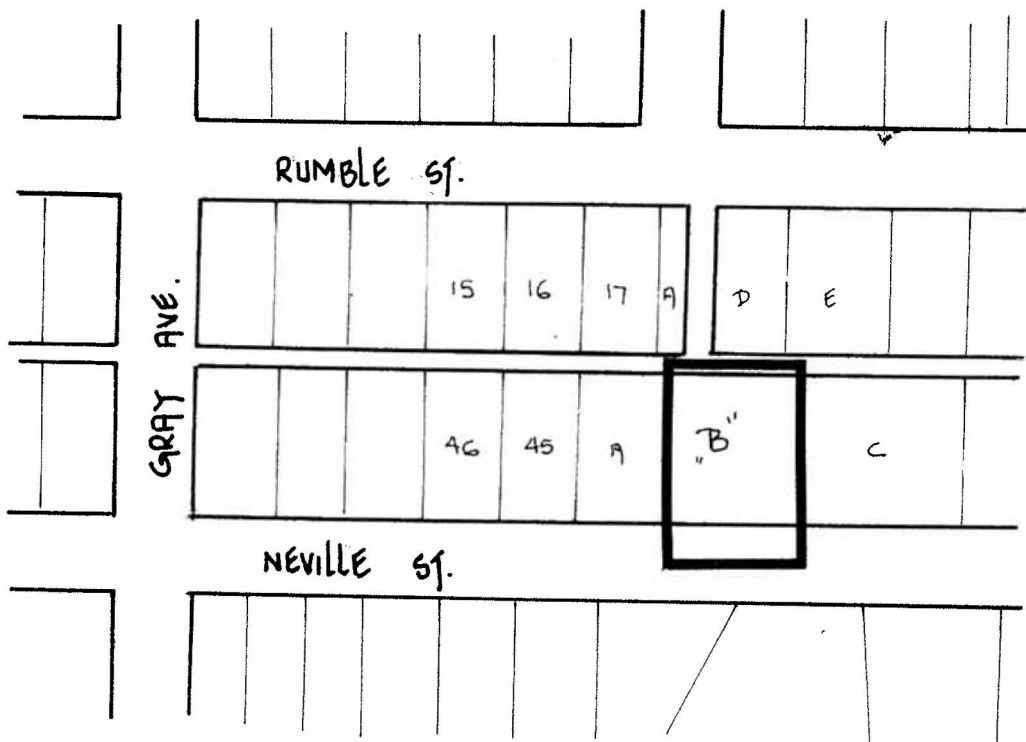 RUMBLE ST.
15 16 17 A D E
GRAY AVE.
46 45 A "B" C
NEVILLE ST.